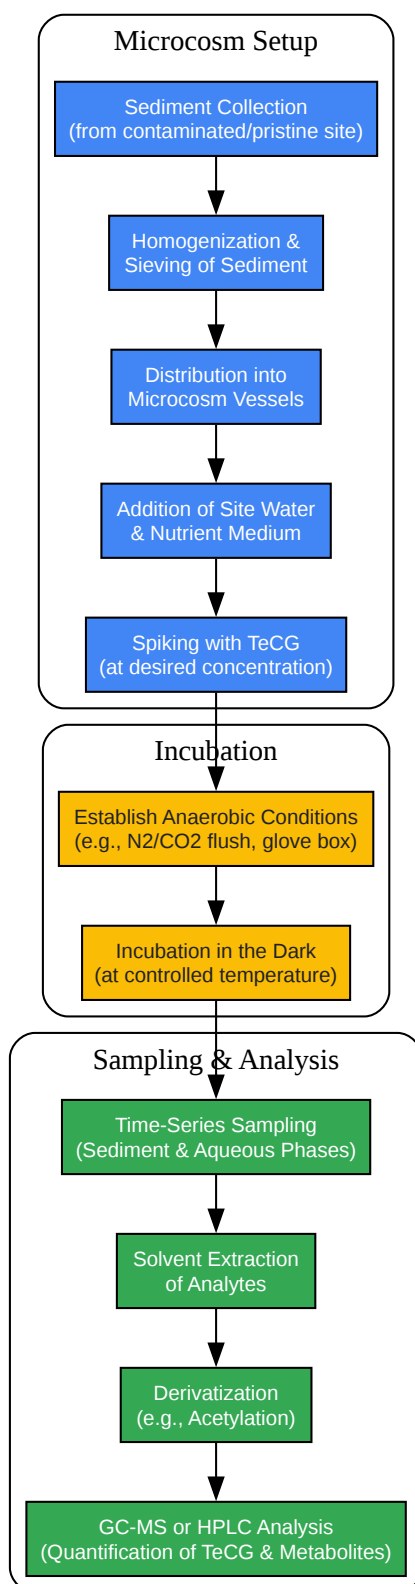 Microcosm Setup
Sediment Collection
(from contaminated/pristine site)
Homogenization &
Sieving of Sediment
Distribution into
Microcosm Vessels
Addition of Site Water
& Nutrient Medium
Spiking with TeCG
(at desired concentration)
Incubation
Establish Anaerobic Conditions
(e.g., N2/CO2 flush, glove box)
Incubation in the Dark
(at controlled temperature)
Sampling & Analysis
Time-Series Sampling
(Sediment & Aqueous Phases)
Solvent Extraction
of Analytes
Derivatization
(e.g., Acetylation)
GC-MS or HPLC Analysis
(Quantification of TeCG & Metabolites)